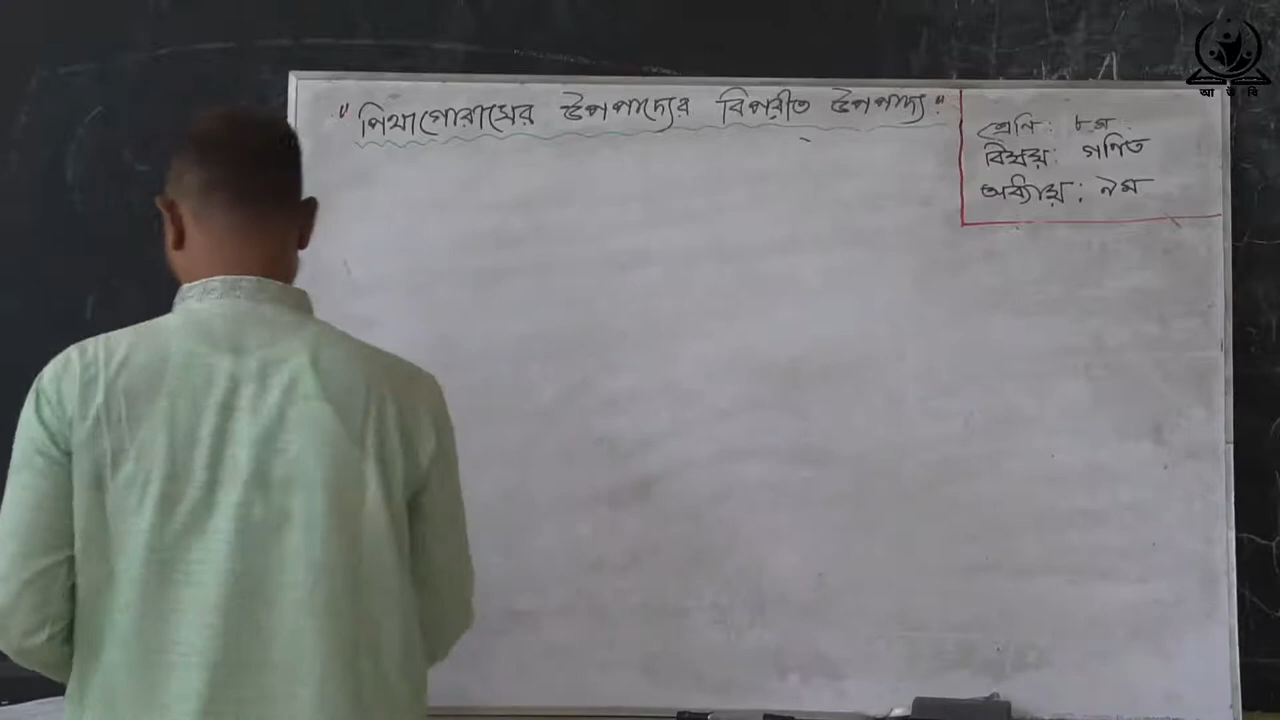 "পিথাগোরাসের উপপাদ্যের বিপরীত উপপাদ্য"
শ্রেণি: ৮ম
বিষয়: গণিত
অধ্যায়: ৯ম
আ উ বি